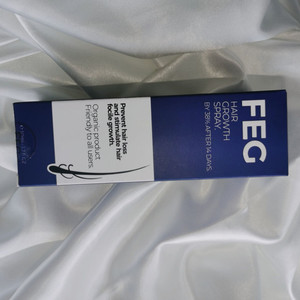 FEG
HAIR
GROWTH
SPRAY.
BY 38% AFTER 14 DAYS.
Prevent hair loss
and stimulate hair
focile growth.
Organic product.
Friendly to all users.